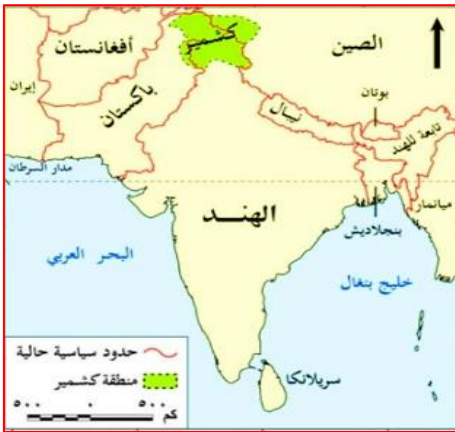 كشمير
الصين
أفغانستان
إيران
باكستان
بوتان
نيبال
تابعة للهند
مدار السرطان
ميانمار
الهند
بنجلاديش
البحر العربي
خليج بنغال
حدود سياسية حالية
منطقة كشمير
سريلانكا
٥٠٠ ٠ ٥٠٠
كم